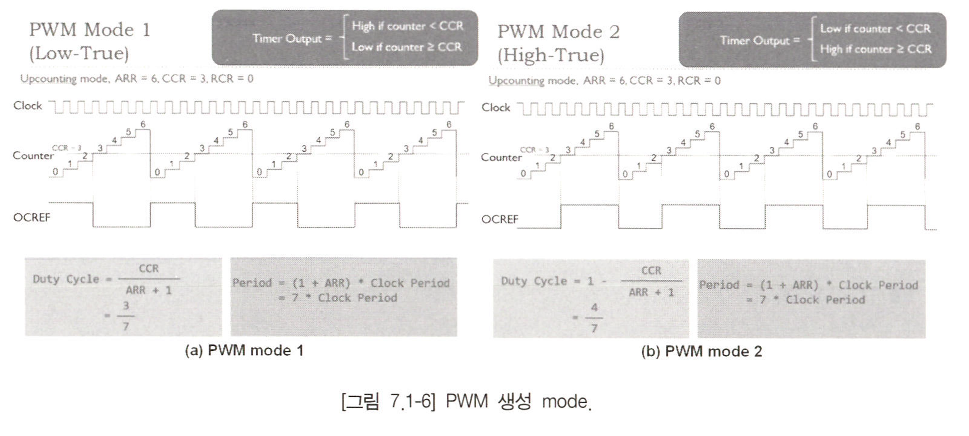 PWM Mode 1
(Low-True)
Timer Output =
High if counter < CCR
Low if counter ≥ CCR
Upcounting mode, ARR = 6, CCR = 3, RCR = 0
Clock
Counter
CCR - 3
0 1 2 3 4 5 6 0 1 2 3 4 5 6 0 1 2 3 4 5 6 0 1 2 3 4 5 6
OCREF
Duty Cycle = CCR / ARR + 1
= 3 / 7
Period = (1 + ARR) * Clock Period
= 7 * Clock Period
(a) PWM mode 1
PWM Mode 2
(High-True)
Timer Output =
Low if counter < CCR
High if counter ≥ CCR
Upcounting mode, ARR = 6, CCR = 3, RCR = 0
Clock
Counter
CCR - 3
0 1 2 3 4 5 6 0 1 2 3 4 5 6 0 1 2 3 4 5 6 0 1 2 3 4 5 6
OCREF
Duty Cycle = 1 - CCR / ARR + 1
= 4 / 7
Period = (1 + ARR) * Clock Period
= 7 * Clock Period
(b) PWM mode 2
[그림 7.1-6] PWM 생성 mode.